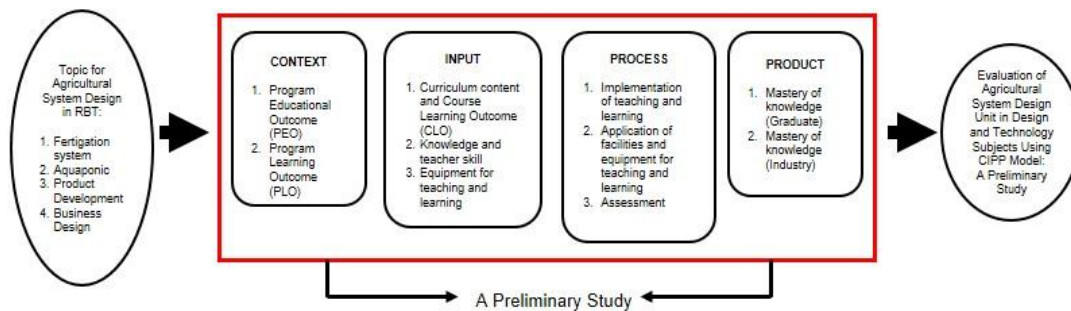 Topic for
Agricultural
System Design
in RBT:
1. Fertigation
system
2. Aquaponic
3. Product
Development
4. Business
Design
CONTEXT
1. Program
Educational
Outcome
(PEO)
2. Program
Learning
Outcome
(PLO)
INPUT
1. Curriculum content
and Course
Learning Outcome
(CLO)
2. Knowledge and
teacher skill
3. Equipment for
teaching and
learning
PROCESS
1. Implementation
of teaching and
learning
2. Application of
facilities and
equipment for
teaching and
learning
3. Assessment
PRODUCT
1. Mastery of
knowledge
(Graduate)
2. Mastery of
knowledge
(Industry)
Evaluation of
Agricultural
System Design
Unit in Design
and Technology
Subjects Using
CIPP Model:
A Preliminary
Study
A Preliminary Study